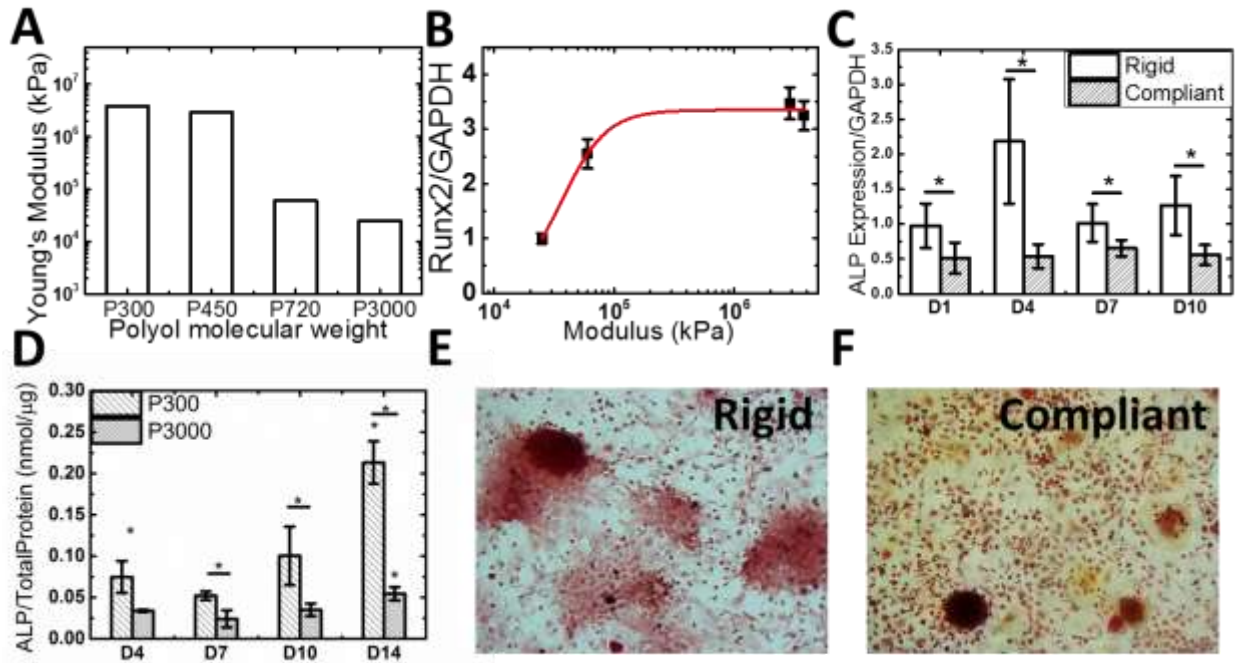 A
Young's Modulus (kPa)
10⁷
10⁶
10⁵
10⁴
10³
P300 P450 P720 P3000
Polyol molecular weight
B
Runx2/GAPDH
4
3
2
1
0
10⁴ 10⁵ 10⁶
Modulus (kPa)
C
ALP Expression/GAPDH
3.5
3.0
2.5
2.0
1.5
1.0
0.5
0.0
Rigid
Compliant
* * * *
D1 D4 D7 D10
D
ALP/TotalProtein (nmol/µg)
0.30
0.25
0.20
0.15
0.10
0.05
0.00
P300
P3000
* * * * * *
D4 D7 D10 D14
E
Rigid
F
Compliant